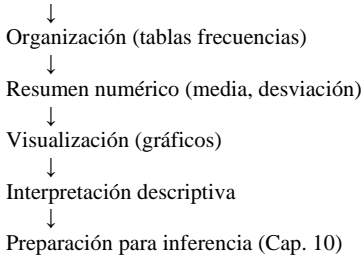 ↓
Organización (tablas frecuencias)
↓
Resumen numérico (media, desviación)
↓
Visualización (gráficos)
↓
Interpretación descriptiva
↓
Preparación para inferencia (Cap. 10)